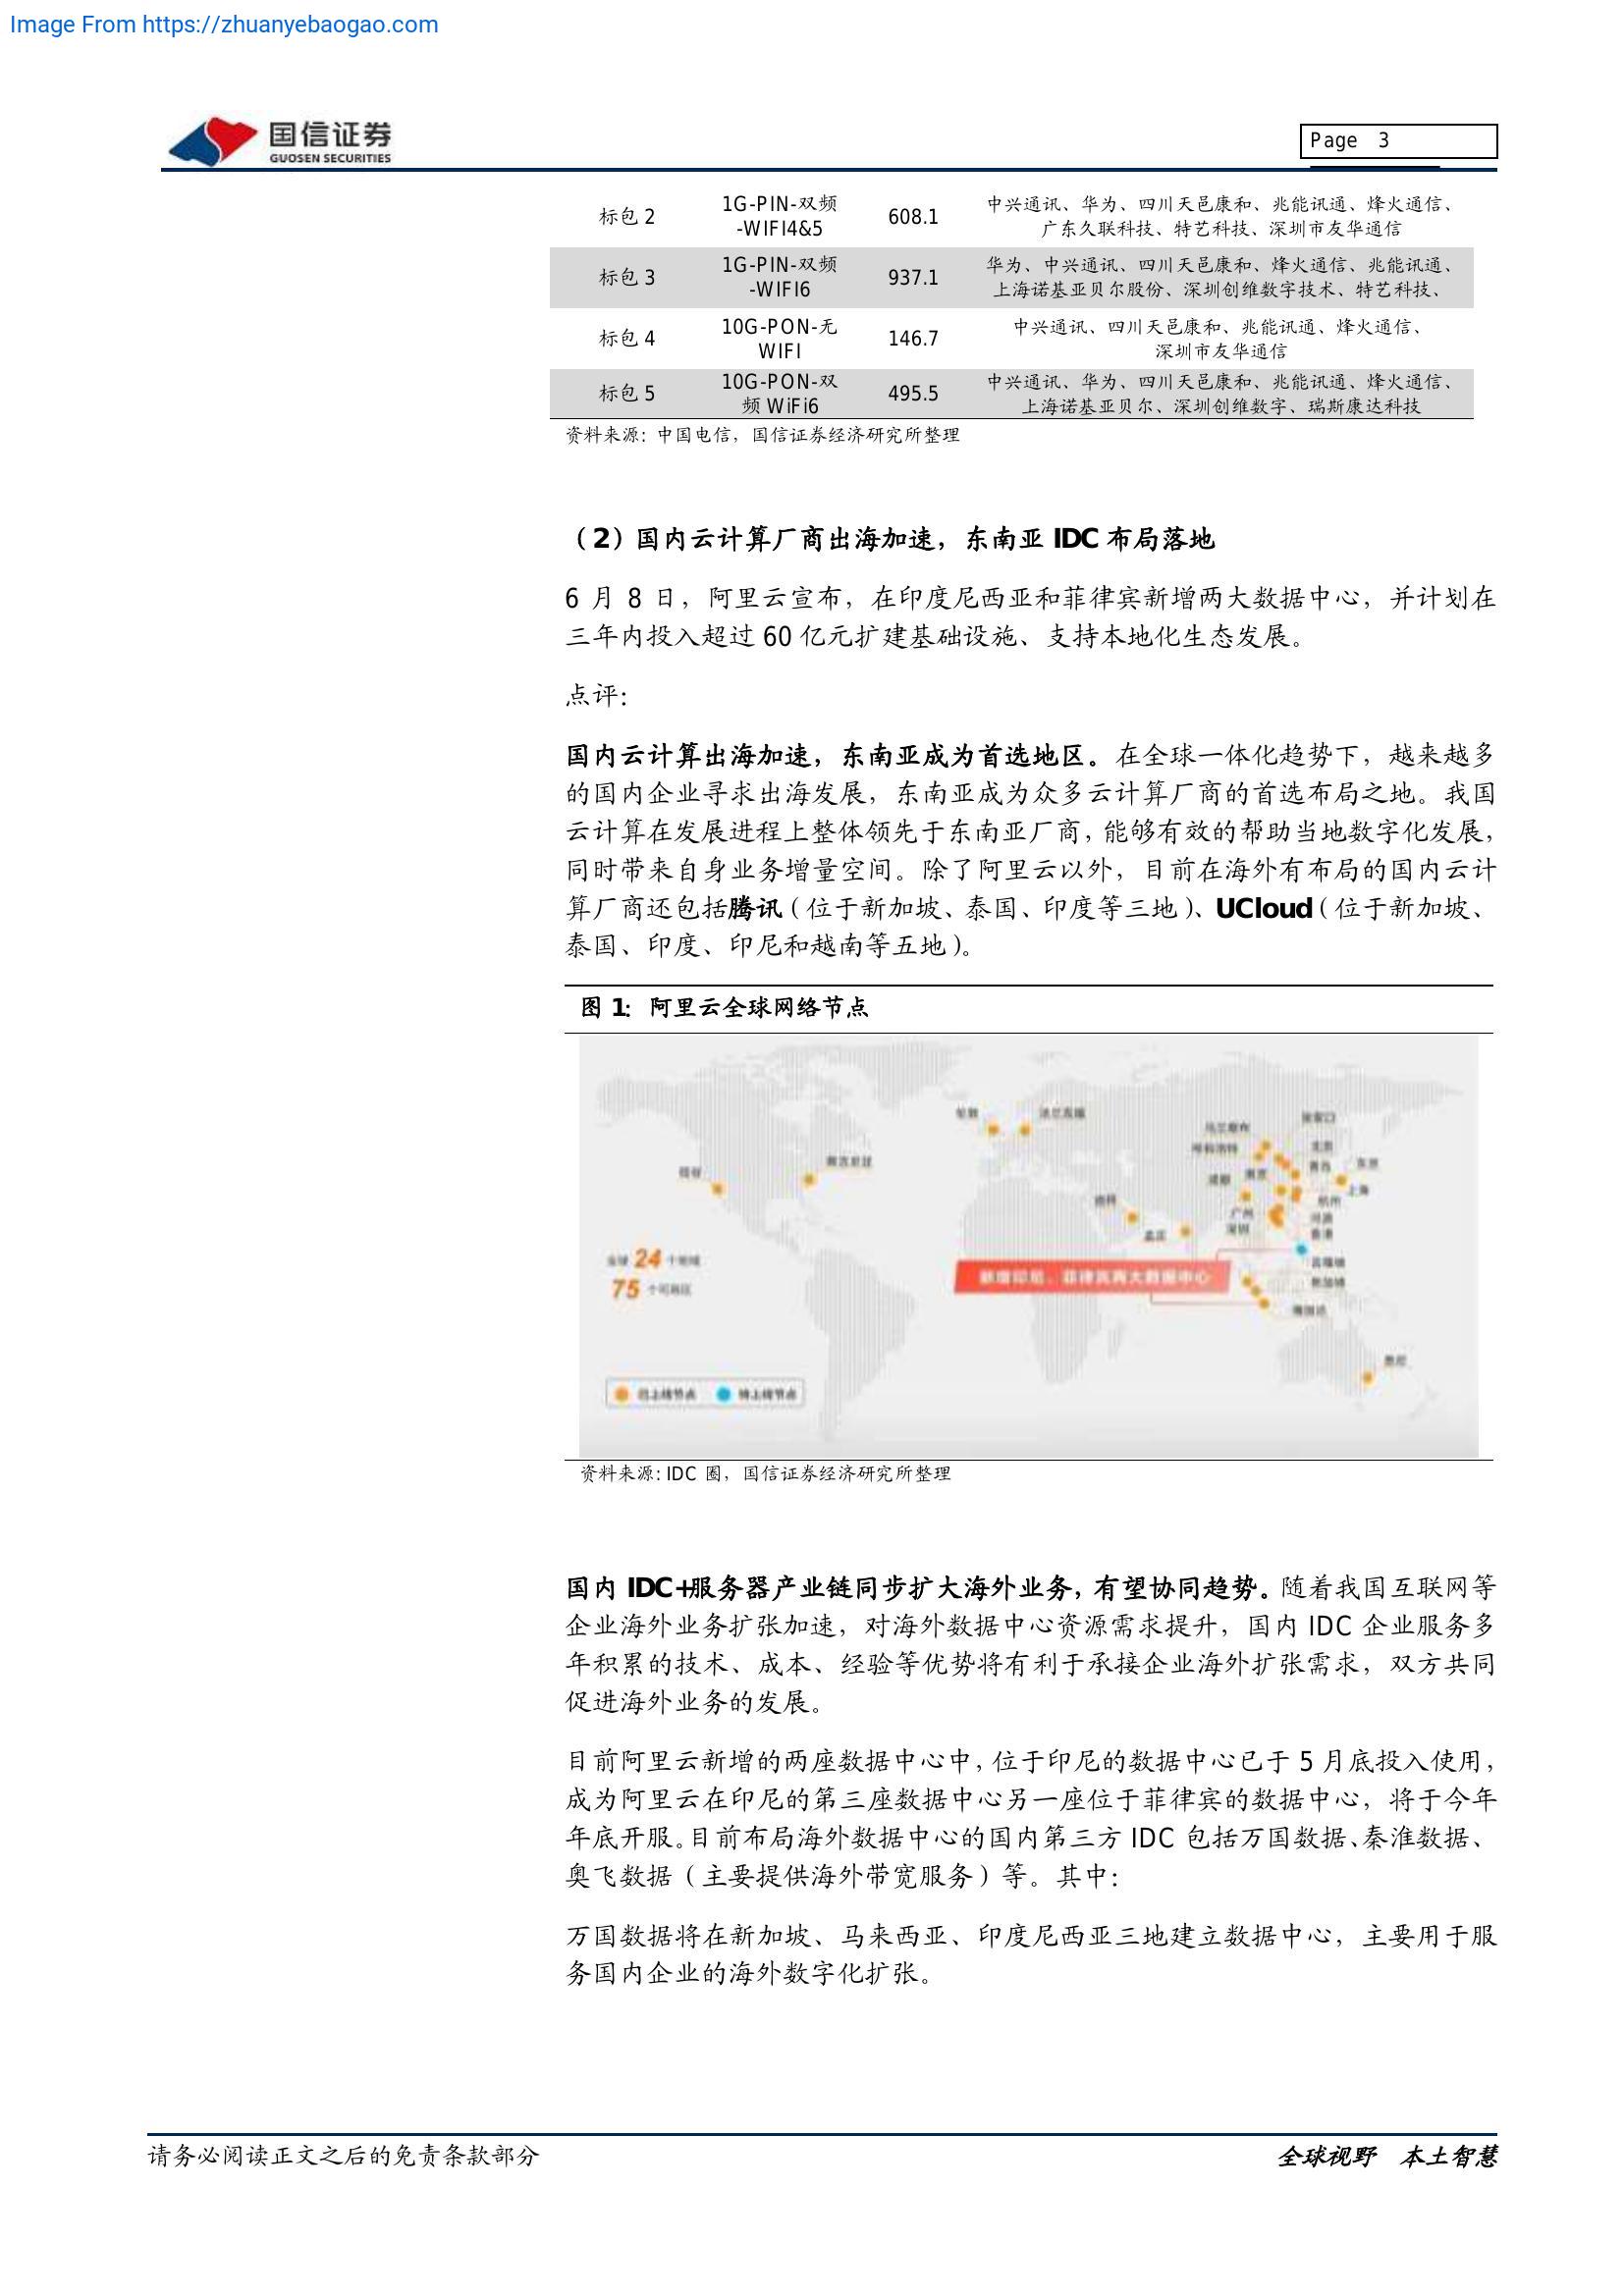 Image From https://zhuanyebaogao.com
国信证券
GUOSEN SECURITIES
Page 3
标包 2
1G-PIN-双频
-WIFI4&5
608.1
中兴通讯、华为、四川天邑康和、兆能讯通、烽火通信、
广东久联科技、特艺科技、深圳市友华通信
标包 3
1G-PIN-双频
-WIFI6
937.1
华为、中兴通讯、四川天邑康和、烽火通信、兆能讯通、
上海诺基亚贝尔股份、深圳创维数字技术、特艺科技、
标包 4
10G-PON-无
WIFI
146.7
中兴通讯、四川天邑康和、兆能讯通、烽火通信、
深圳市友华通信
标包 5
10G-PON-双
频 WiFi6
495.5
中兴通讯、华为、四川天邑康和、兆能讯通、烽火通信、
上海诺基亚贝尔、深圳创维数字、瑞斯康达科技
资料来源：中国电信，国信证券经济研究所整理
（2）国内云计算厂商出海加速，东南亚 IDC 布局落地
6 月 8 日，阿里云宣布，在印度尼西亚和菲律宾新增两大数据中心，并计划在
三年内投入超过 60 亿元扩建基础设施、支持本地化生态发展。
点评：
国内云计算出海加速，东南亚成为首选地区。在全球一体化趋势下，越来越多
的国内企业寻求出海发展，东南亚成为众多云计算厂商的首选布局之地。我国
云计算在发展进程上整体领先于东南亚厂商，能够有效的帮助当地数字化发展，
同时带来自身业务增量空间。除了阿里云以外，目前在海外有布局的国内云计
算厂商还包括腾讯（位于新加坡、泰国、印度等三地）、UCloud（位于新加坡、
泰国、印度、印尼和越南等五地）。
图 1：阿里云全球网络节点
伦敦
法兰克福
张家口
北京
东京
上海
杭州
成都
广州
深圳
孟买
全球 24 个地域
75 个可用区
新增印尼、菲律宾两大数据中心
已上线节点
待上线节点
资料来源：IDC 圈，国信证券经济研究所整理
国内 IDC+服务器产业链同步扩大海外业务，有望协同趋势。随着我国互联网等
企业海外业务扩张加速，对海外数据中心资源需求提升，国内 IDC 企业服务多
年积累的技术、成本、经验等优势将有利于承接企业海外扩张需求，双方共同
促进海外业务的发展。
目前阿里云新增的两座数据中心中，位于印尼的数据中心已于 5 月底投入使用，
成为阿里云在印尼的第三座数据中心另一座位于菲律宾的数据中心，将于今年
年底开服。目前布局海外数据中心的国内第三方 IDC 包括万国数据、秦淮数据、
奥飞数据（主要提供海外带宽服务）等。其中：
万国数据将在新加坡、马来西亚、印度尼西亚三地建立数据中心，主要用于服
务国内企业的海外数字化扩张。
请务必阅读正文之后的免责条款部分
全球视野 本土智慧